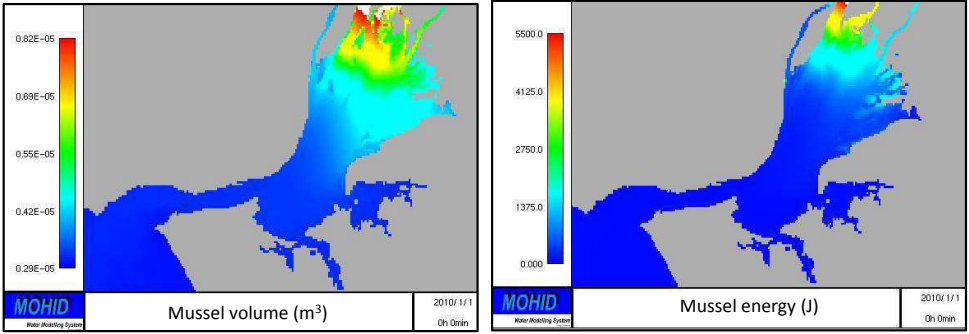 0.82E-05
0.69E-05
0.55E-05
0.42E-05
0.29E-05
MOHID
Water Modelling System
Mussel volume (m³)
2010/1/1
0h 0min
5500.0
4125.0
2750.0
1375.0
0.000
MOHID
Water Modelling System
Mussel energy (J)
2010/1/1
0h 0min